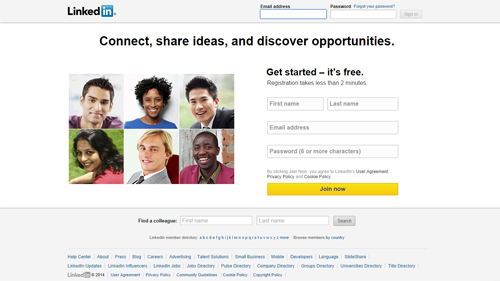 LinkedIn
Email address
Password Forgot your password?
Sign in
Connect, share ideas, and discover opportunities.
Get started – it's free.
Registration takes less than 2 minutes.
First name Last name
Email address
Password (6 or more characters)
By clicking Join Now, you agree to LinkedIn's User Agreement,
Privacy Policy and Cookie Policy.
Join now
Find a colleague: First name Last name Search
LinkedIn member directory: a b c d e f g h i j k l m n o p q r s t u v w x y z more Browse members by country
Help Center About Press Blog Careers Advertising Talent Solutions Small Business Mobile Developers Language SlideShare
LinkedIn Updates LinkedIn Influencers LinkedIn Jobs Jobs Directory Pulse Directory Company Directory Groups Directory Universities Directory Title Directory
LinkedIn © 2014 User Agreement Privacy Policy Community Guidelines Cookie Policy Copyright Policy